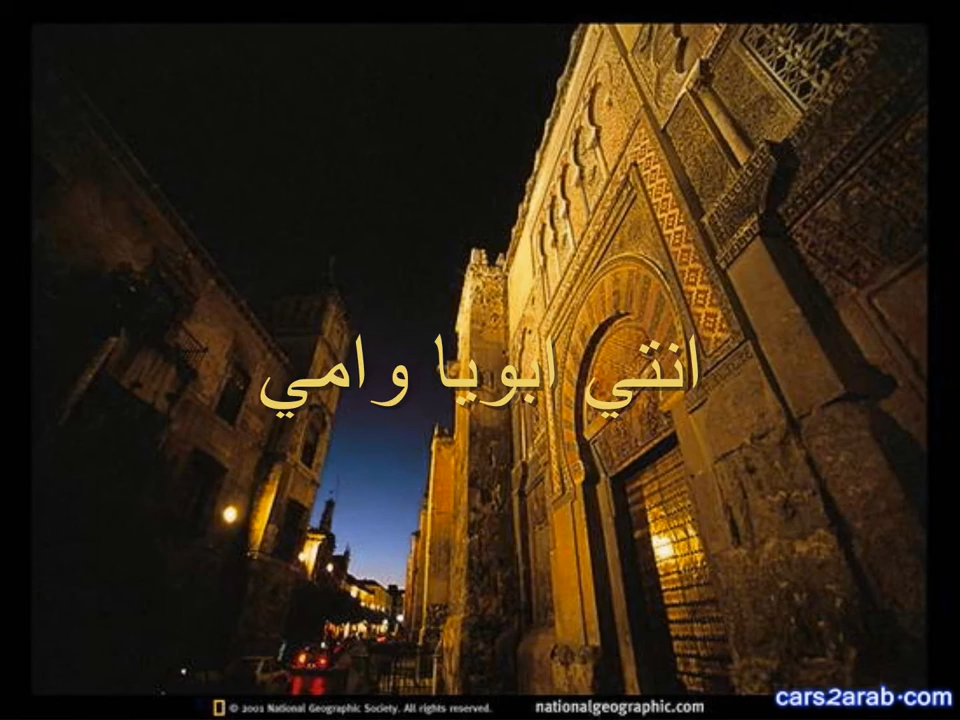 انتي ابويا وامي
cars2arab.com
© 2001 National Geographic Society. All rights reserved.
nationalgeographic.com